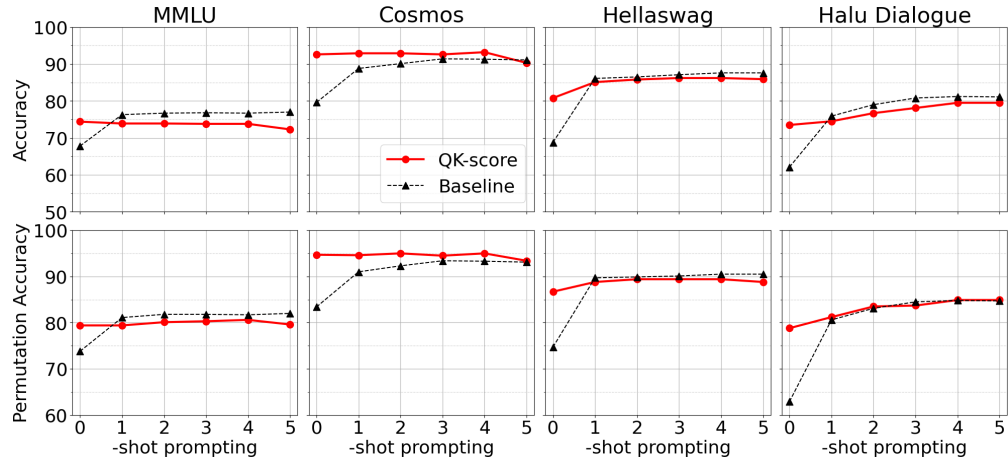 MMLU
Cosmos
Hellaswag
Halu Dialogue
Accuracy
100
90
80
70
60
50
QK-score
Baseline
Permutation Accuracy
100
90
80
70
60
0 1 2 3 4 5
-shot prompting
0 1 2 3 4 5
-shot prompting
0 1 2 3 4 5
-shot prompting
0 1 2 3 4 5
-shot prompting